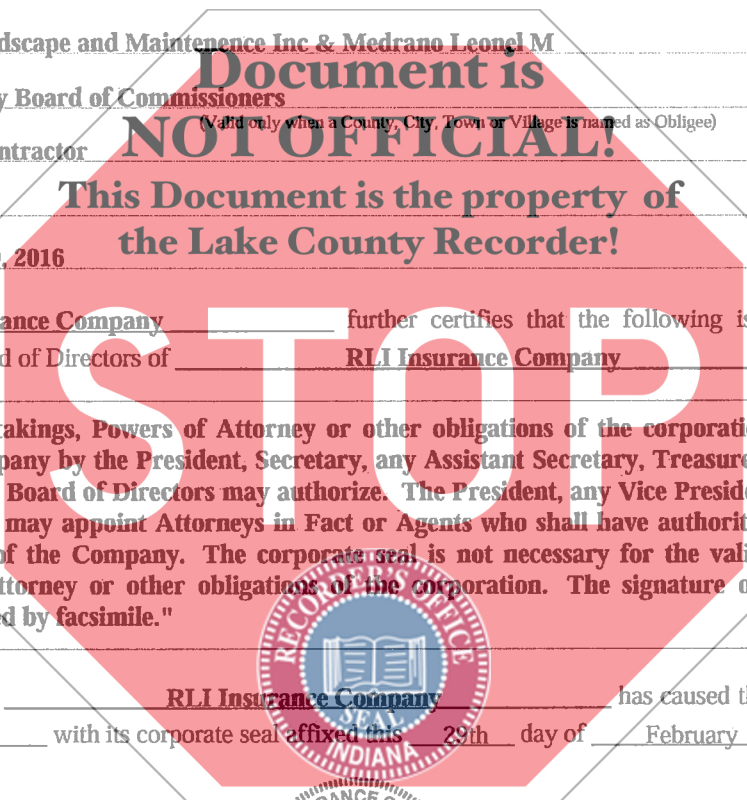 dscape and Maintenence Inc & Medrano Leonel M
Document is
y Board of Commissioners
(Valid only when a County, City, Town or Village is named as Obligee)
NOT OFFICIAL!
ntractor
This Document is the property of
the Lake County Recorder!
, 2016
STOP
ance Company further certifies that the following is
d of Directors of RLI Insurance Company
takings, Powers of Attorney or other obligations of the corporati
pany by the President, Secretary, any Assistant Secretary, Treasure
Board of Directors may authorize. The President, any Vice Preside
may appoint Attorneys in Fact or Agents who shall have authorit
of the Company. The corporate seal is not necessary for the vali
ttorney or other obligations of the corporation. The signature o
ed by facsimile."
RECORDER'S OFFICE
SEAL
INDIANA
RLI Insurance Company has caused th
with its corporate seal affixed this 29th day of February
ANCE